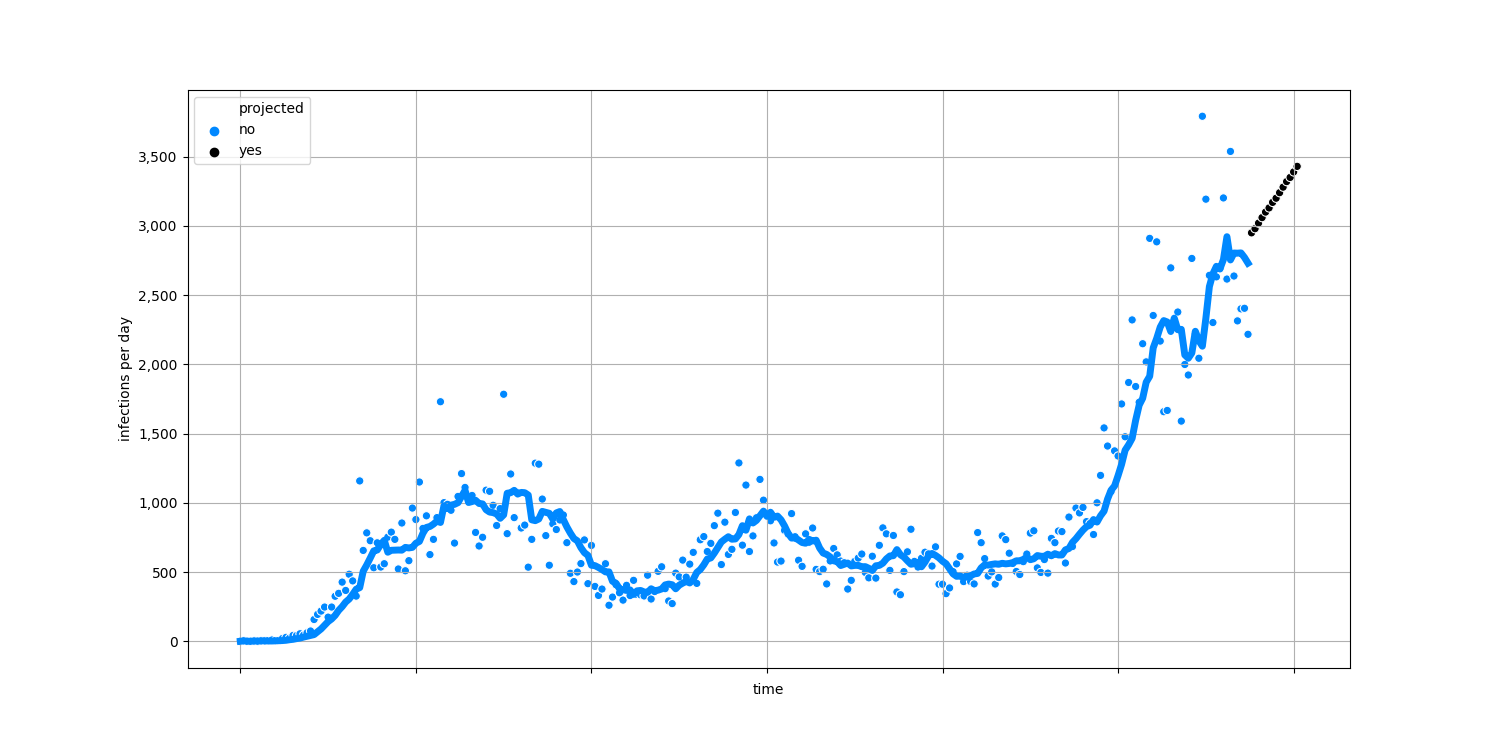 projected
no
yes
3,500
3,000
2,500
2,000
1,500
1,000
500
0
infections per day
time